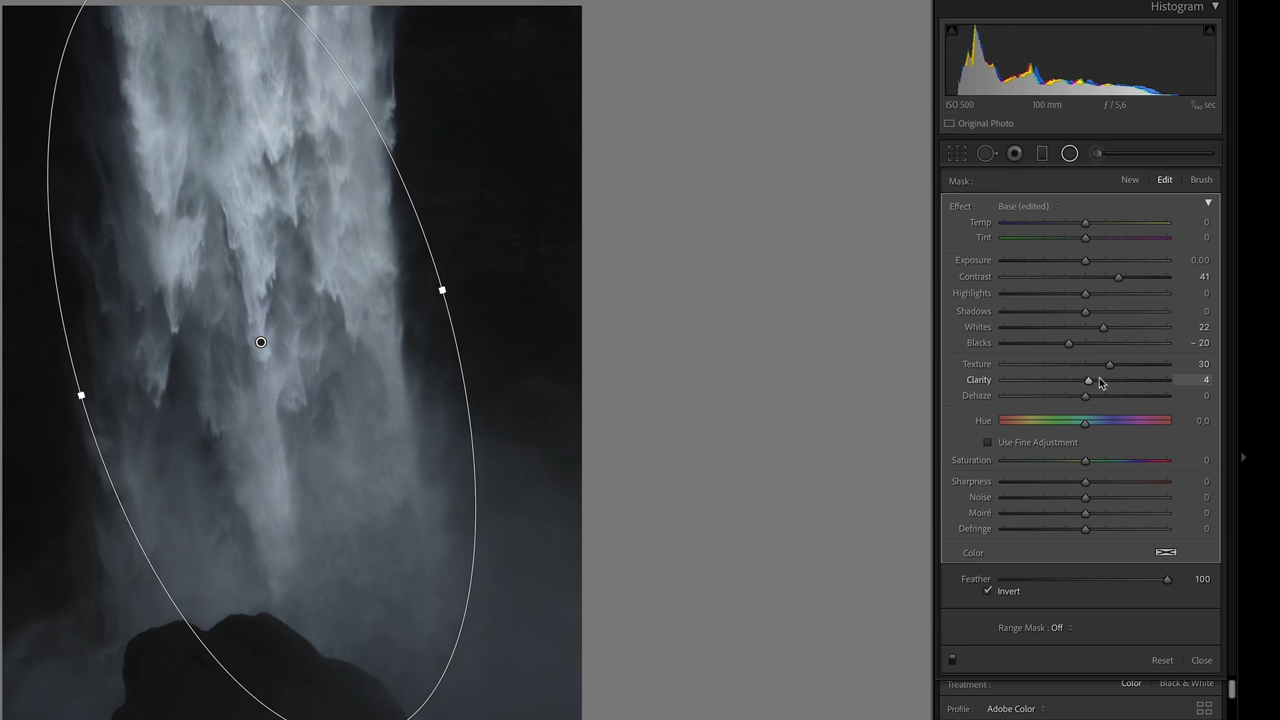 Histogram
ISO 500 100 mm ƒ / 5,6 sec
Original Photo
Mask : New Edit Brush
Effect : Base (edited)
Temp 0
Tint 0
Exposure 0,00
Contrast 41
Highlights 0
Shadows 0
Whites 22
Blacks – 20
Texture 30
Clarity 4
Dehaze 0
Hue 0,0
Use Fine Adjustment
Saturation 0
Sharpness 0
Noise 0
Moiré 0
Defringe 0
Color
Feather 100
Invert
Range Mask : Off
Reset Close
Treatment : Color Black & White
Profile : Adobe Color